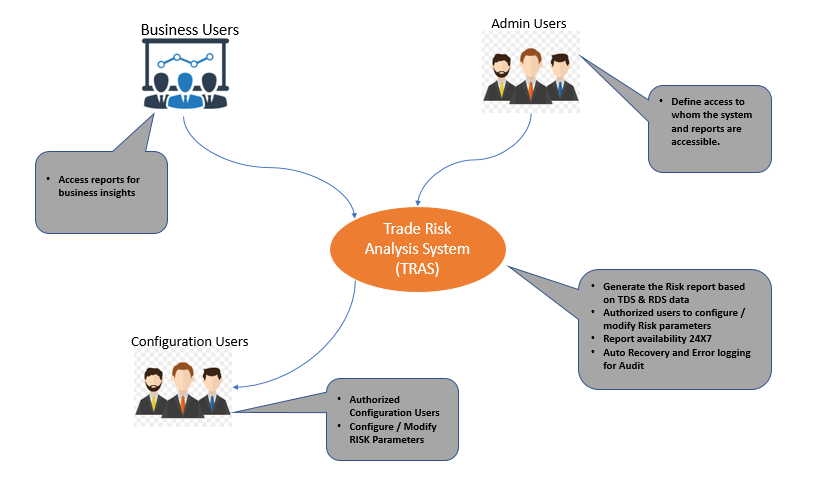 Business Users
Admin Users
• Define access to
whom the system
and reports are
accessible.
• Access reports for
business insights
Trade Risk
Analysis System
(TRAS)
• Generate the Risk report based
on TDS & RDS data
• Authorized users to configure /
modify Risk parameters
• Report availability 24X7
• Auto Recovery and Error logging
for Audit
Configuration Users
• Authorized
Configuration Users
• Configure / Modify
RISK Parameters